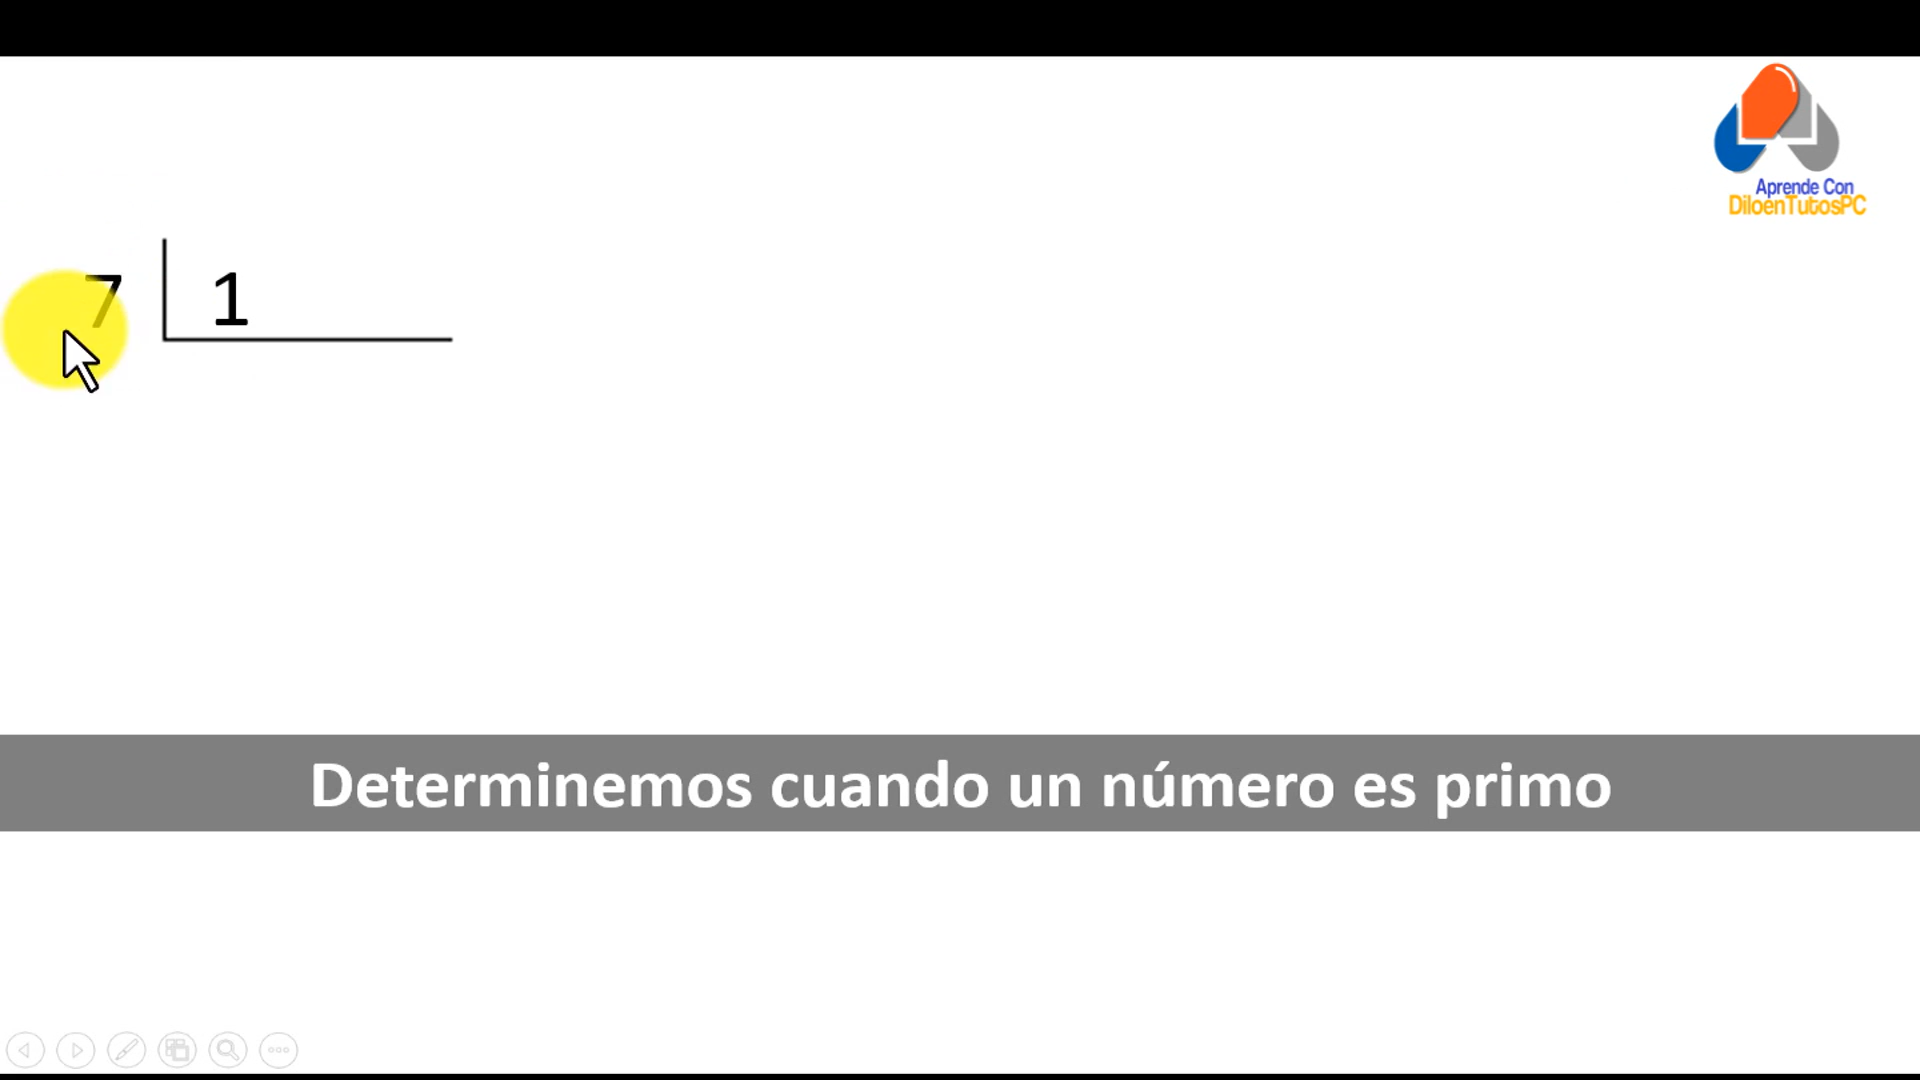 Aprende Con
DiloenTutosPC
7 1
Determinemos cuando un número es primo